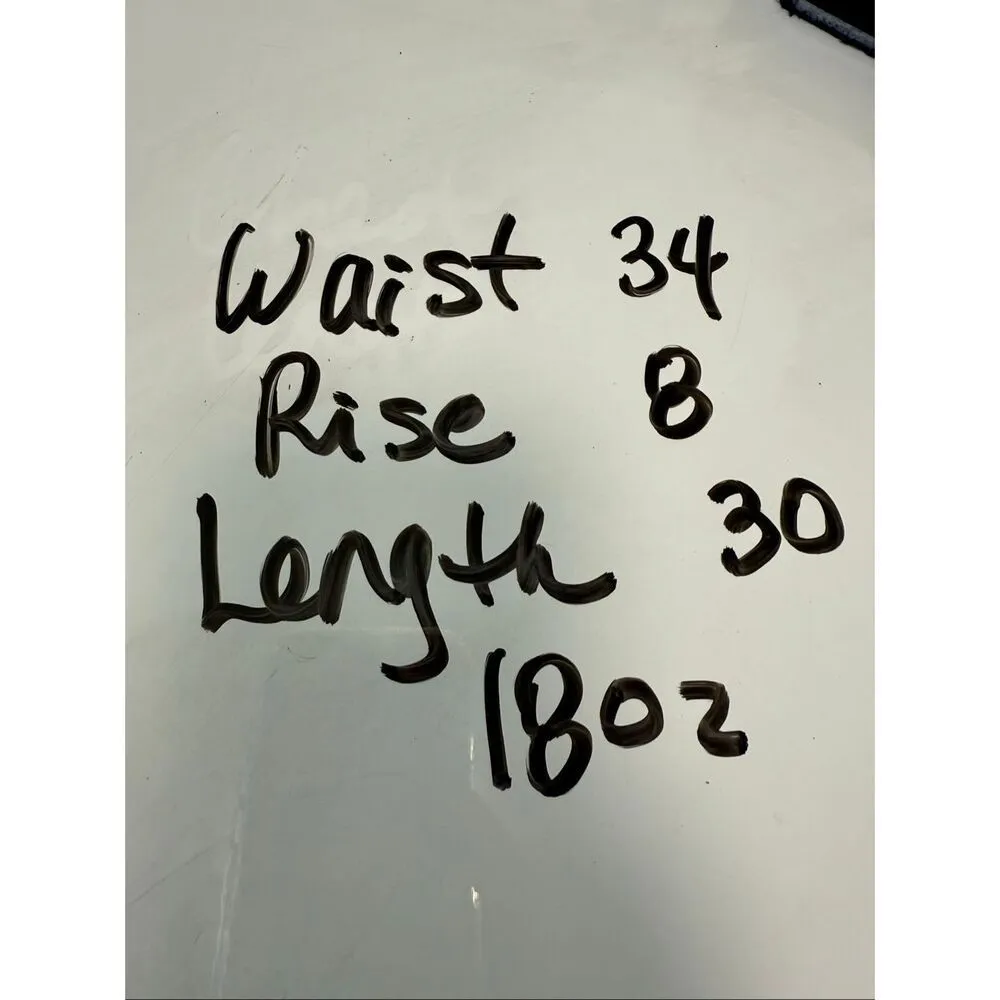 Waist 34
Rise 8
Length 30
18oz